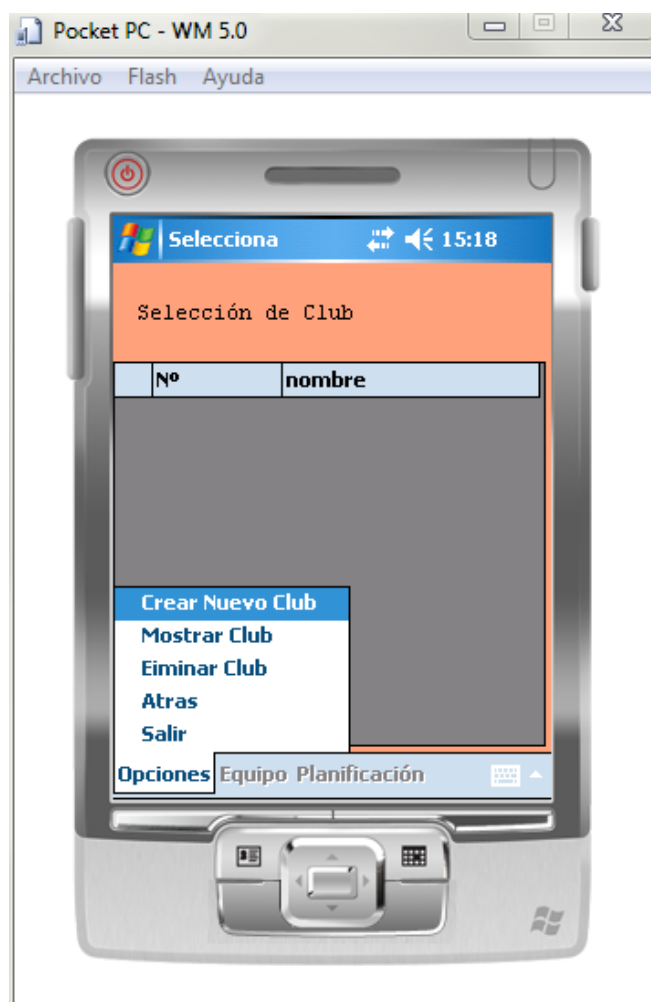 Pocket PC - WM 5.0
Archivo Flash Ayuda
Selecciona 15:18
Selección de Club
Nº nombre
Crear Nuevo Club
Mostrar Club
Eiminar Club
Atras
Salir
Opciones Equipo Planificación